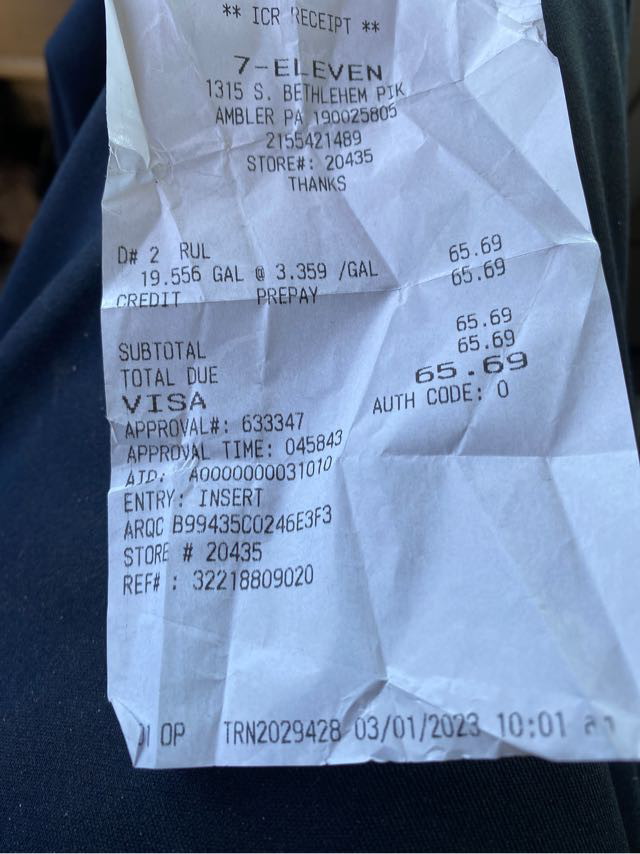 ** ICR RECEIPT **
7-ELEVEN
1315 S. BETHLEHEM PIK
AMBLER PA 190025805
2155421489
STORE#: 20435
THANKS
D# 2 RUL 65.69
19.556 GAL @ 3.359 /GAL 65.69
CREDIT PREPAY
SUBTOTAL 65.69
TOTAL DUE 65.69
VISA 65.69
APPROVAL#: 633347 AUTH CODE: 0
APPROVAL TIME: 045843
AID: A0000000031010
ENTRY: INSERT
ARQC B99435C0246E3F3
STORE # 20435
REF# : 32218809020
01 OP TRN2029428 03/01/2023 10:01